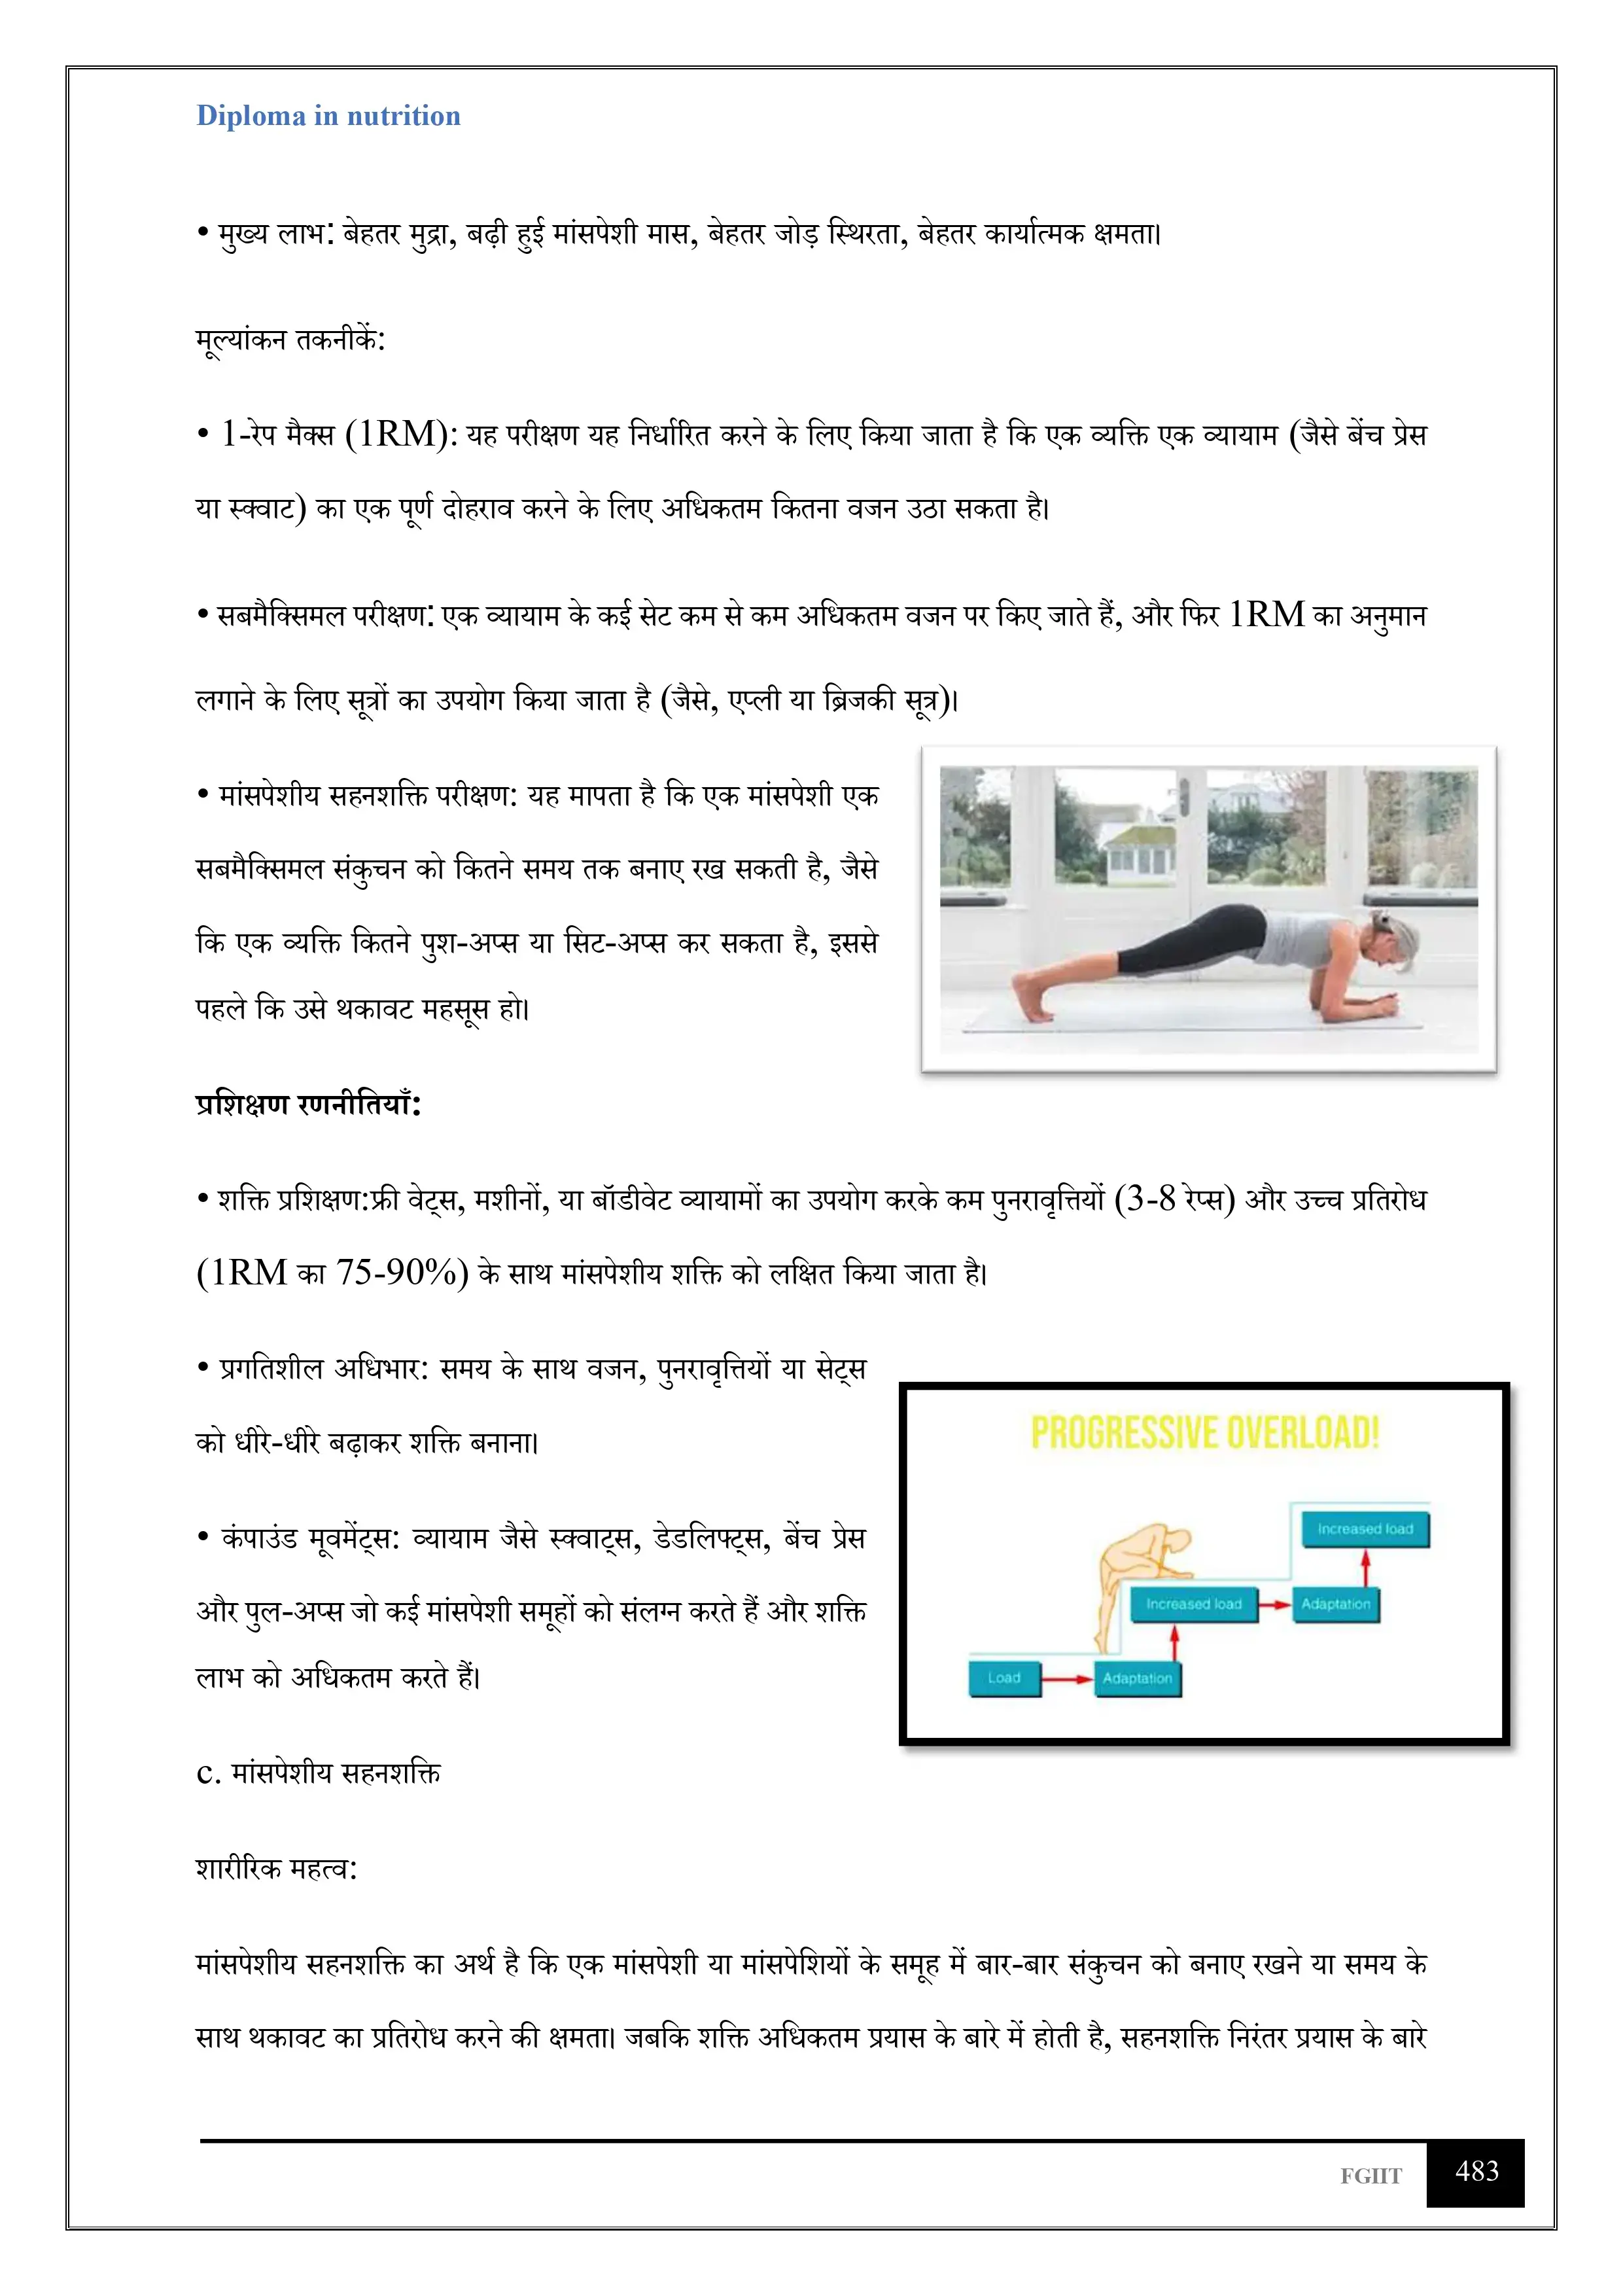 Diploma in nutrition
• मुख्य लाभ: बेहतर मुद्रा, बढ़ी हुई मांसपेशी मास, बेहतर जोड़ स्थिरता, बेहतर कार्यात्मक क्षमता।
मूल्यांकन तकनीकें:
• 1-रेप मैक्स (1RM): यह परीक्षण यह निर्धारित करने के लिए किया जाता है कि एक व्यक्ति एक व्यायाम (जैसे बेंच प्रेस
या स्क्वाट) का एक पूर्ण दोहराव करने के लिए अधिकतम कितना वजन उठा सकता है।
• सबमैक्सिमल परीक्षण: एक व्यायाम के कई सेट कम से कम अधिकतम वजन पर किए जाते हैं, और फिर 1RM का अनुमान
लगाने के लिए सूत्रों का उपयोग किया जाता है (जैसे, एप्ली या ब्रिजकी सूत्र)।
• मांसपेशीय सहनशक्ति परीक्षण: यह मापता है कि एक मांसपेशी एक
सबमैक्सिमल संकुचन को कितने समय तक बनाए रख सकती है, जैसे
कि एक व्यक्ति कितने पुश-अप्स या सिट-अप्स कर सकता है, इससे
पहले कि उसे थकावट महसूस हो।
प्रशिक्षण रणनीतियाँ:
• शक्ति प्रशिक्षण:फ्री वेट्स, मशीनों, या बॉडीवेट व्यायामों का उपयोग करके कम पुनरावृत्तियों (3-8 रेप्स) और उच्च प्रतिरोध
(1RM का 75-90%) के साथ मांसपेशीय शक्ति को लक्षित किया जाता है।
• प्रगतिशील अधिभार: समय के साथ वजन, पुनरावृत्तियों या सेट्स
को धीरे-धीरे बढ़ाकर शक्ति बनाना।
• कंपाउंड मूवमेंट्स: व्यायाम जैसे स्क्वाट्स, डेडलिफ्ट्स, बेंच प्रेस
और पुल-अप्स जो कई मांसपेशी समूहों को संलग्न करते हैं और शक्ति
लाभ को अधिकतम करते हैं।
PROGRESSIVE OVERLOAD!
Increased load
Increased load
Adaptation
Load
Adaptation
c. मांसपेशीय सहनशक्ति
शारीरिक महत्व:
मांसपेशीय सहनशक्ति का अर्थ है कि एक मांसपेशी या मांसपेशियों के समूह में बार-बार संकुचन को बनाए रखने या समय के
साथ थकावट का प्रतिरोध करने की क्षमता। जबकि शक्ति अधिकतम प्रयास के बारे में होती है, सहनशक्ति निरंतर प्रयास के बारे
FGIIT
483